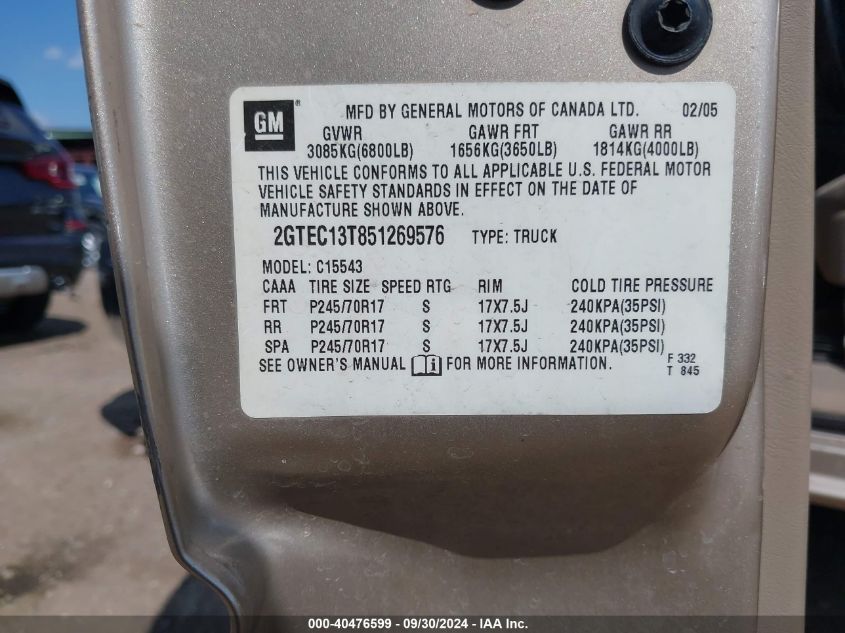 GM® MFD BY GENERAL MOTORS OF CANADA LTD. 02/05
GVWR GAWR FRT GAWR RR
3085KG(6800LB) 1656KG(3650LB) 1814KG(4000LB)
THIS VEHICLE CONFORMS TO ALL APPLICABLE U.S. FEDERAL MOTOR
VEHICLE SAFETY STANDARDS IN EFFECT ON THE DATE OF
MANUFACTURE SHOWN ABOVE.
2GTEC13T851269576 TYPE: TRUCK
MODEL: C15543
CAAA TIRE SIZE SPEED RTG RIM COLD TIRE PRESSURE
FRT P245/70R17 S 17X7.5J 240KPA(35PSI)
RR P245/70R17 S 17X7.5J 240KPA(35PSI)
SPA P245/70R17 S 17X7.5J 240KPA(35PSI)
SEE OWNER'S MANUAL FOR MORE INFORMATION. F 332
T 845
000-40476599 - 09/30/2024 - IAA Inc.